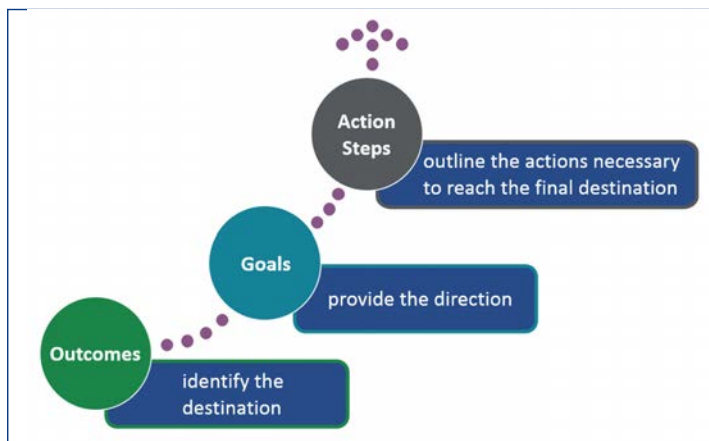 Action
Steps
outline the actions necessary
to reach the final destination
Goals
provide the direction
Outcomes
identify the
destination